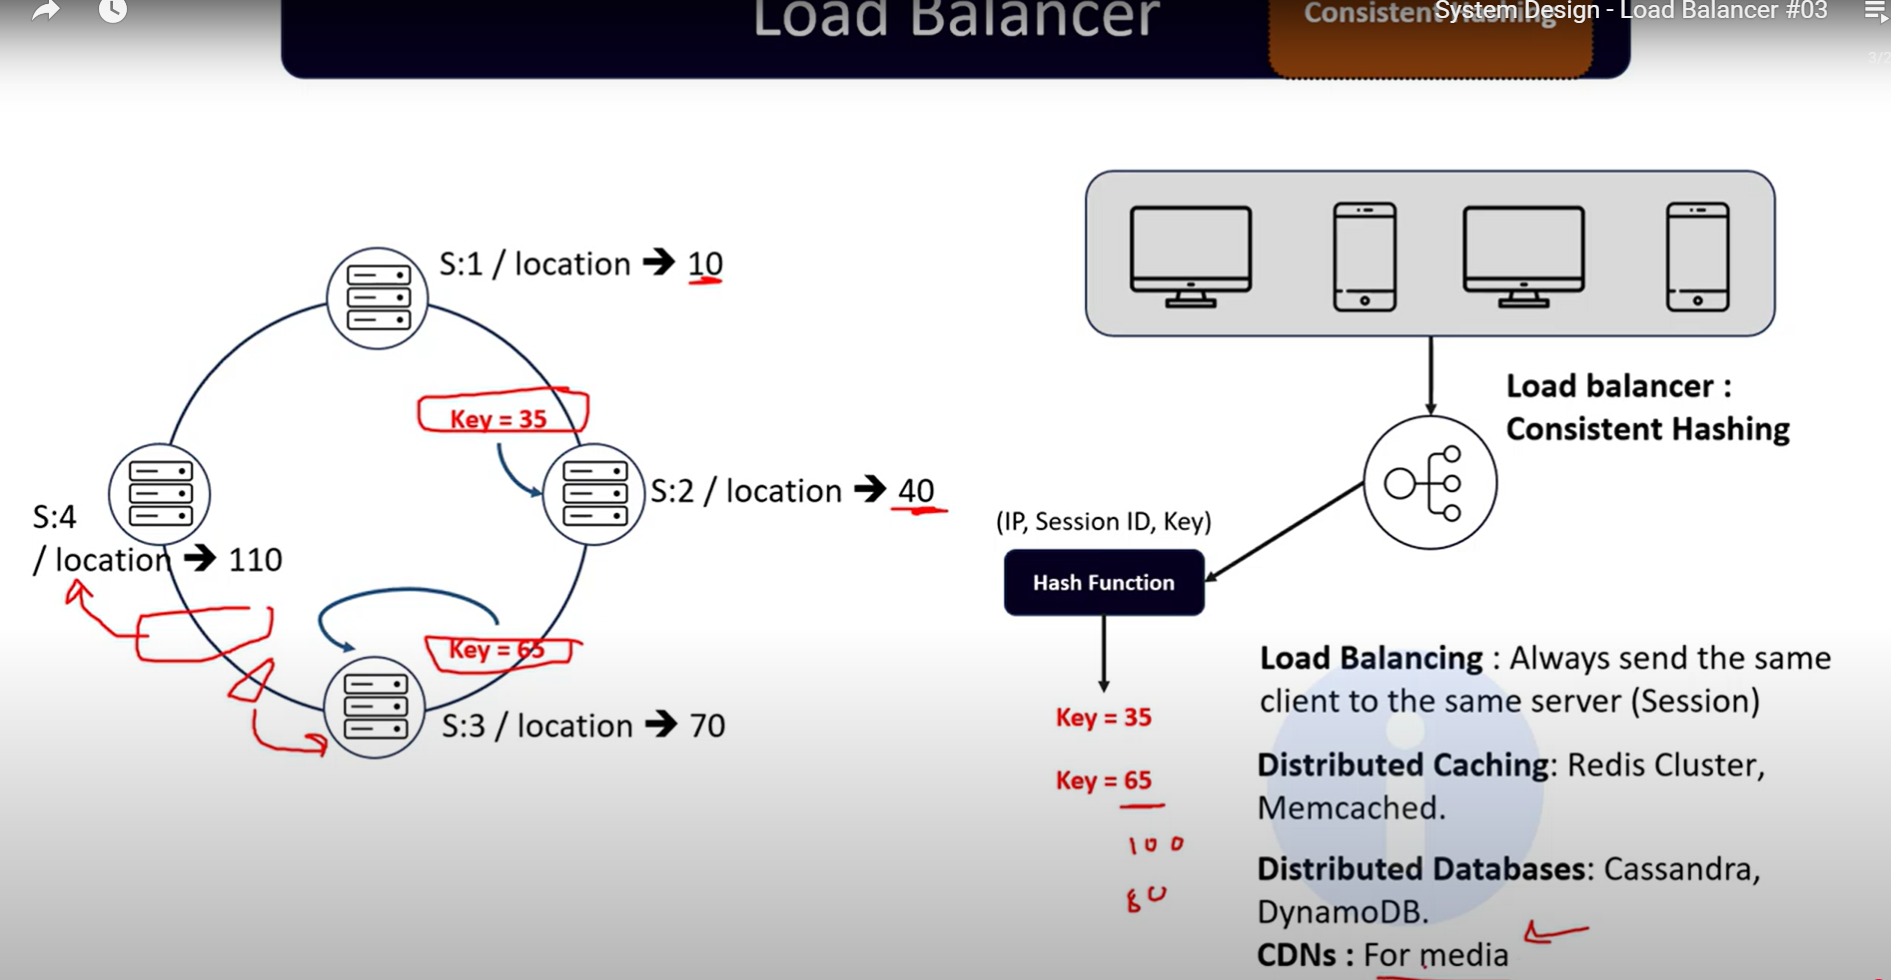 System Design - Load Balancer #03
Load Balancer
Consistent Hashing
3/3
S:1 / location ➔ 10
Key = 35
S:2 / location ➔ 40
S:4
/ location ➔ 110
Key = 65
S:3 / location ➔ 70
Load balancer :
Consistent Hashing
(IP, Session ID, Key)
Hash Function
Key = 35
Key = 65
100
80
Load Balancing : Always send the same
client to the same server (Session)
Distributed Caching: Redis Cluster,
Memcached.
Distributed Databases: Cassandra,
DynamoDB.
CDNs : For media